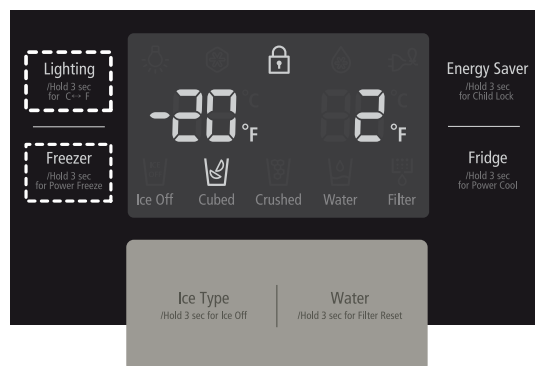 Lighting
/Hold 3 sec
for C↔ F
Energy Saver
/Hold 3 sec
for Child Lock
-20 °F
2 °F
°C
°C
Freezer
/Hold 3 sec
for Power Freeze
Fridge
/Hold 3 sec
for Power Cool
Ice Off Cubed Crushed Water Filter
Ice Type
/Hold 3 sec for Ice Off
Water
/Hold 3 sec for Filter Reset